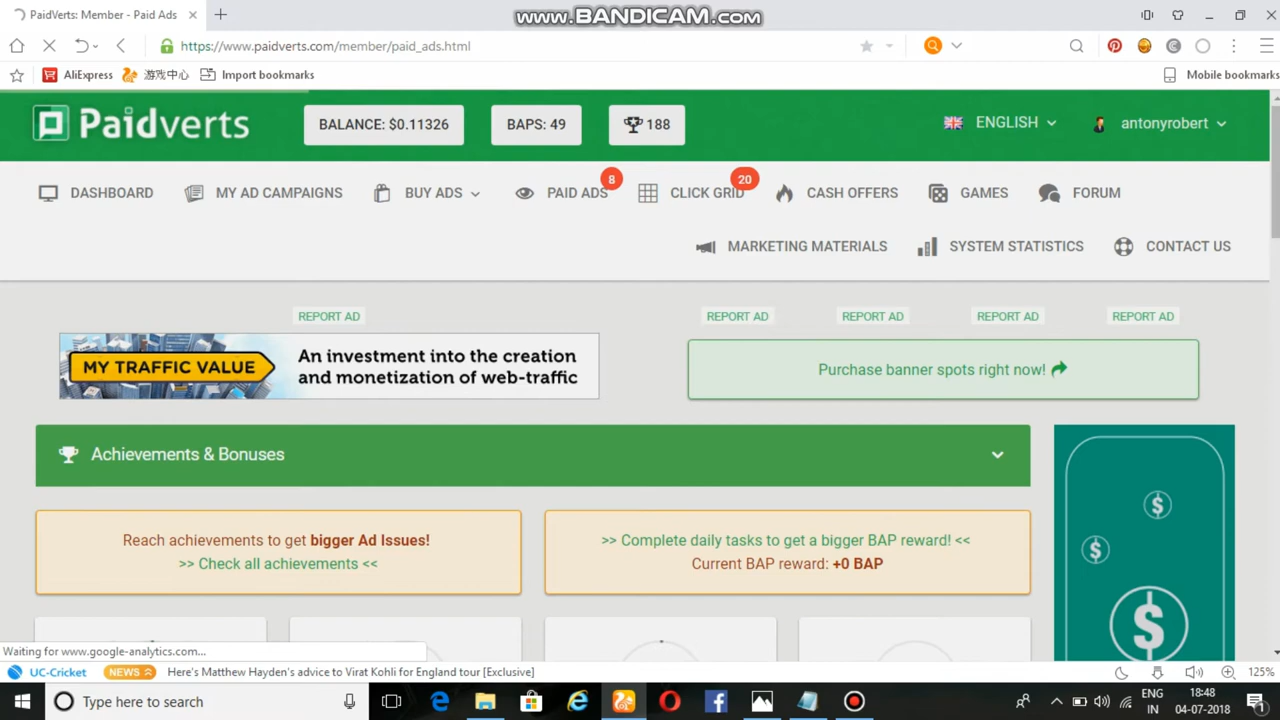 PaidVerts: Member - Paid Ads
www.BANDICAM.com
https://www.paidverts.com/member/paid_ads.html
AliExpress
游戏中心
Import bookmarks
Mobile bookmarks
Paidverts
BALANCE: $0.11326
BAPS: 49
188
ENGLISH
antonyrobert
DASHBOARD
MY AD CAMPAIGNS
BUY ADS
PAID ADS
8
CLICK GRID
20
CASH OFFERS
GAMES
FORUM
MARKETING MATERIALS
SYSTEM STATISTICS
CONTACT US
REPORT AD
REPORT AD
REPORT AD
REPORT AD
REPORT AD
MY TRAFFIC VALUE
An investment into the creation
and monetization of web-traffic
Purchase banner spots right now!
Achievements & Bonuses
Reach achievements to get bigger Ad Issues!
>> Check all achievements <<
>> Complete daily tasks to get a bigger BAP reward! <<
Current BAP reward: +0 BAP
Waiting for www.google-analytics.com...
UC-Cricket
NEWS
Here's Matthew Hayden's advice to Virat Kohli for England tour [Exclusive]
125%
Type here to search
ENG
IN
18:48
04-07-2018
1